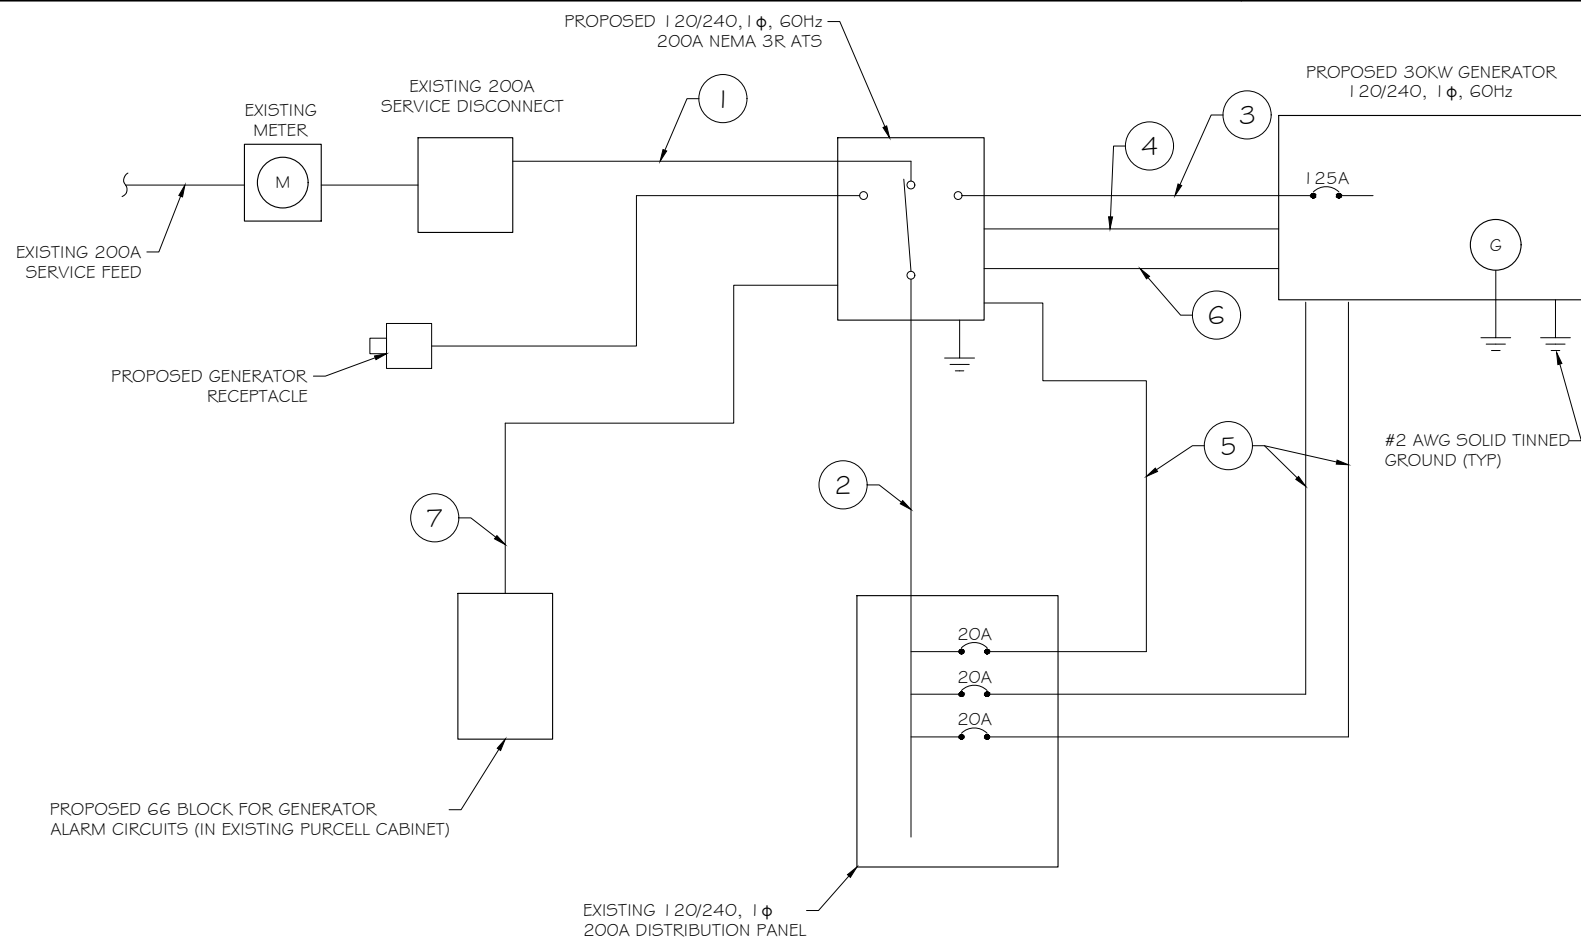 PROPOSED 120/240, 1ϕ, 60Hz
200A NEMA 3R ATS
EXISTING 200A
SERVICE DISCONNECT
EXISTING
METER
M
EXISTING 200A
SERVICE FEED
1
PROPOSED 30KW GENERATOR
120/240, 1ϕ, 60Hz
3
4
125A
G
6
PROPOSED GENERATOR
RECEPTACLE
#2 AWG SOLID TINNED
GROUND (TYP)
5
2
7
20A
20A
20A
PROPOSED 66 BLOCK FOR GENERATOR
ALARM CIRCUITS (IN EXISTING PURCELL CABINET)
EXISTING 120/240, 1ϕ
200A DISTRIBUTION PANEL